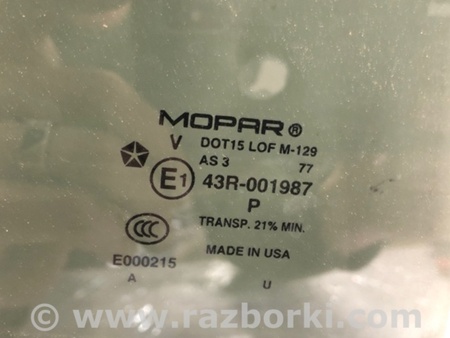 MOPAR®
V DOT15 LOF M-129
AS 3 77
E1 43R-001987
P
TRANSP. 21% MIN.
CCC
E000215
MADE IN USA
A U
© www.razborki.com